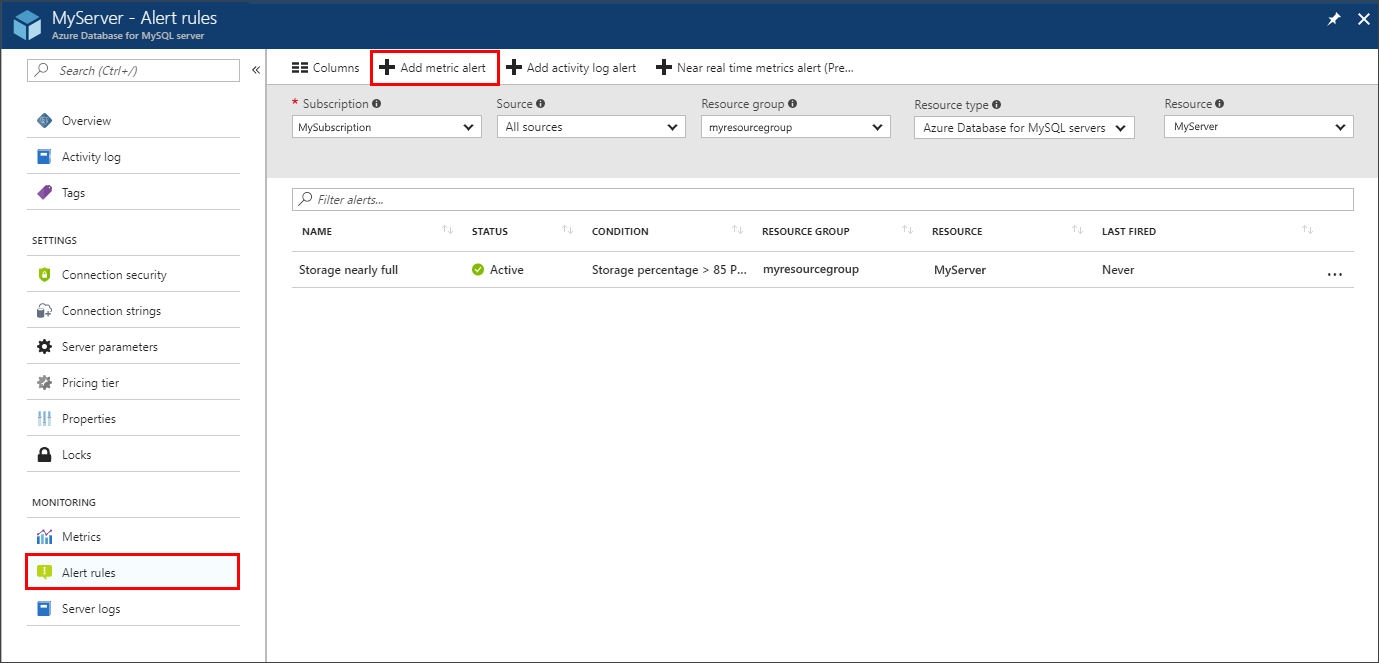 MyServer - Alert rules
Azure Database for MySQL server
Search (Ctrl+/)
Overview
Activity log
Tags
SETTINGS
Connection security
Connection strings
Server parameters
Pricing tier
Properties
Locks
MONITORING
Metrics
Alert rules
Server logs
Columns Add metric alert Add activity log alert Near real time metrics alert (Pre...
* Subscription Source Resource group Resource type Resource
MySubscription All sources myresourcegroup Azure Database for MySQL servers MyServer
Filter alerts...
NAME STATUS CONDITION RESOURCE GROUP RESOURCE LAST FIRED
Storage nearly full Active Storage percentage > 85 P... myresourcegroup MyServer Never ...